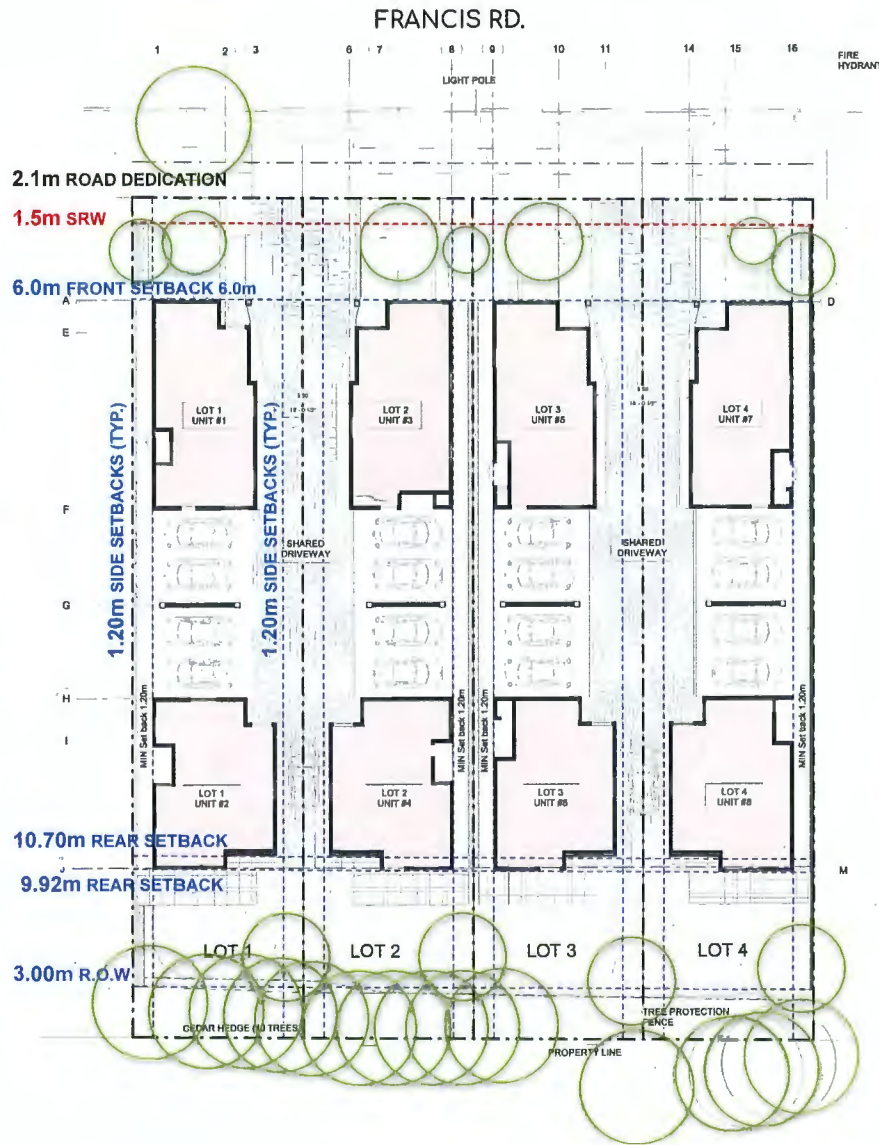 FRANCIS RD.
1 2 3 6 7 8 9 10 11 14 15 16
FIRE
HYDRANT
LIGHT POLE
2.1m ROAD DEDICATION
1.5m SRW
6.0m FRONT SETBACK 6.0m
A
D
E
LOT 1
UNIT #1
LOT 2
UNIT #3
LOT 3
UNIT #5
LOT 4
UNIT #7
1.20m SIDE SETBACKS (TYP.)
1.20m SIDE SETBACKS (TYP.)
F
SHARED
DRIVEWAY
SHARED
DRIVEWAY
G
H
MIN Set back 1.20m
MIN Set back 1.20m
MIN Set back 1.20m
MIN Set back 1.20m
I
LOT 1
UNIT #2
LOT 2
UNIT #4
LOT 3
UNIT #6
LOT 4
UNIT #8
10.70m REAR SETBACK
J
M
9.92m REAR SETBACK
LOT 1
LOT 2
LOT 3
LOT 4
3.00m R.O.W
TREE PROTECTION
FENCE
CEDAR HEDGE (10 TREES)
PROPERTY LINE